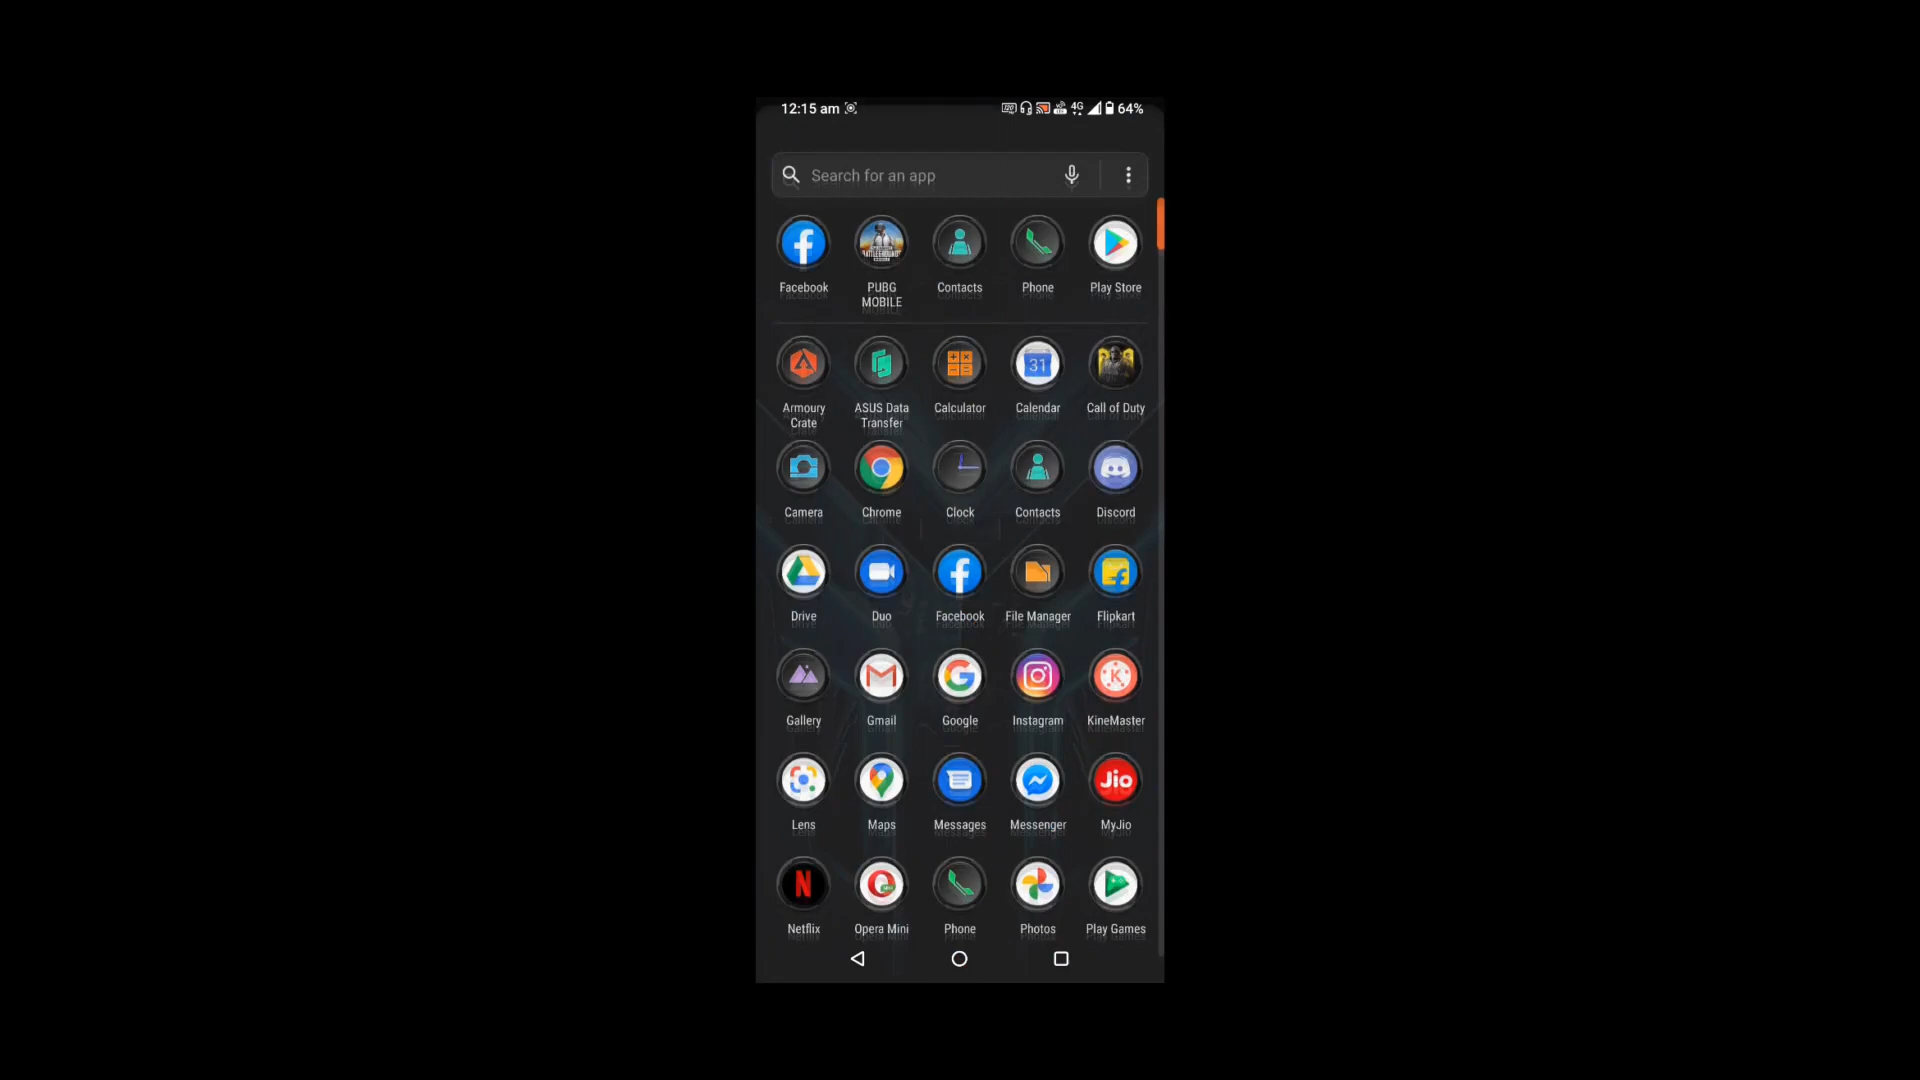 12:15 am 4G 64%
Search for an app
Facebook PUBG MOBILE Contacts Phone Play Store
Armoury Crate ASUS Data Transfer Calculator Calendar Call of Duty
31
Camera Chrome Clock Contacts Discord
Drive Duo Facebook File Manager Flipkart
Gallery Gmail Google Instagram KineMaster
Jio
Lens Maps Messages Messenger MyJio
Netflix Opera Mini Phone Photos Play Games